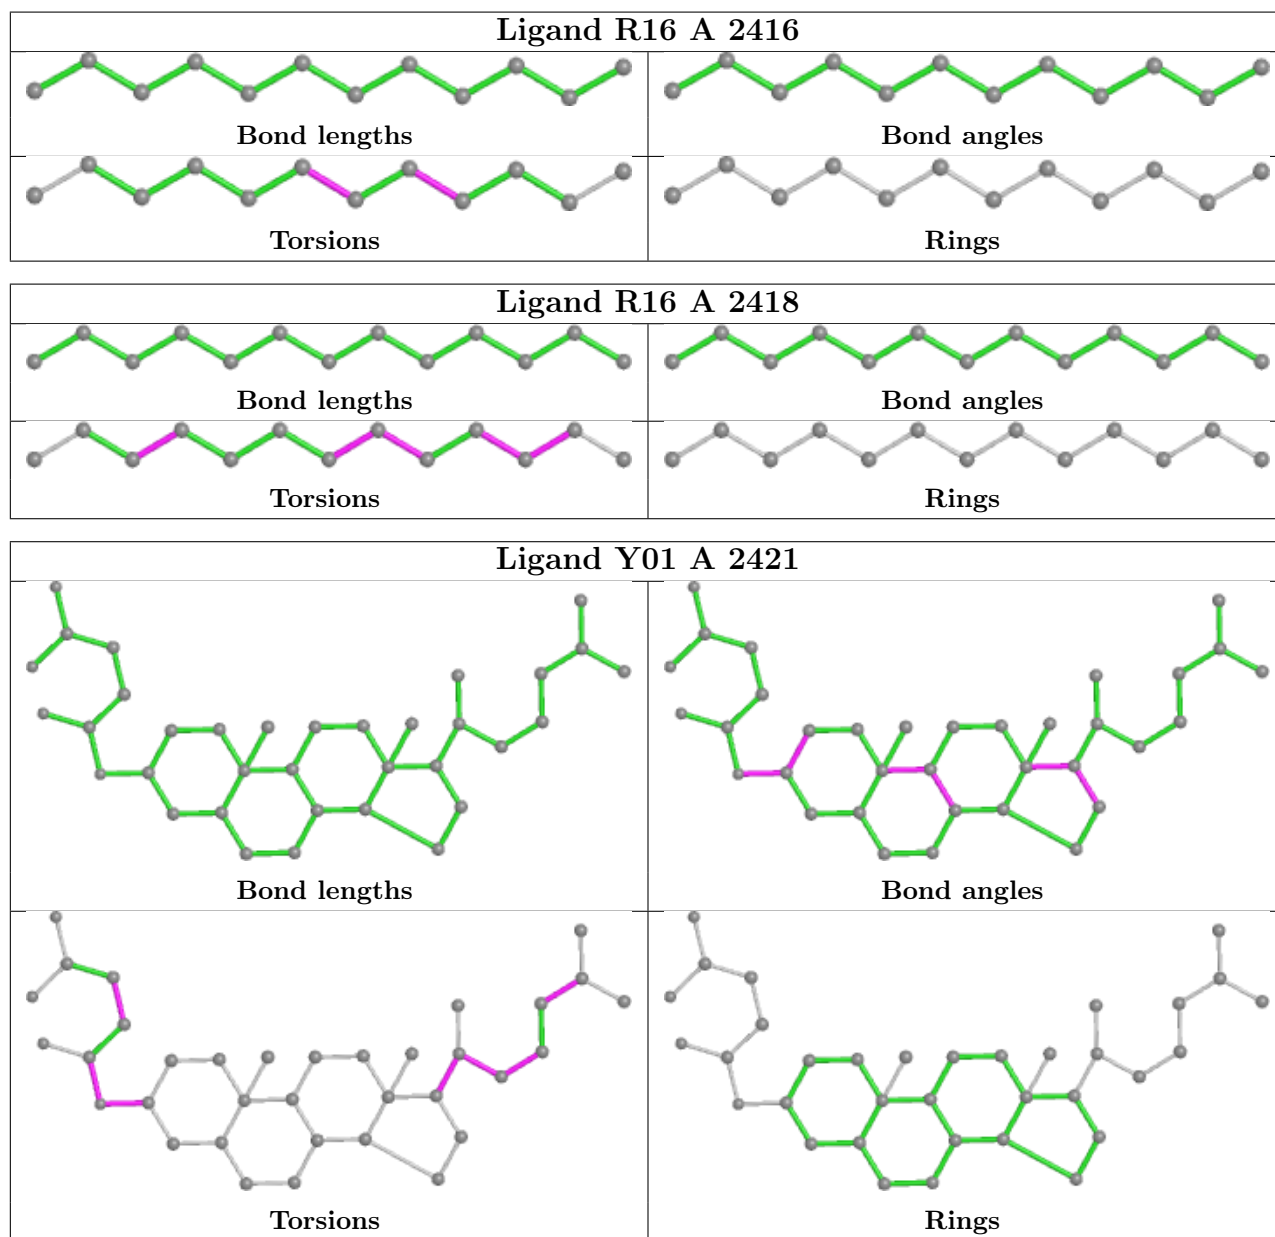 Ligand R16 A 2416
Bond lengths
Bond angles
Torsions
Rings
Ligand R16 A 2418
Bond lengths
Bond angles
Torsions
Rings
Ligand Y01 A 2421
Bond lengths
Bond angles
Torsions
Rings